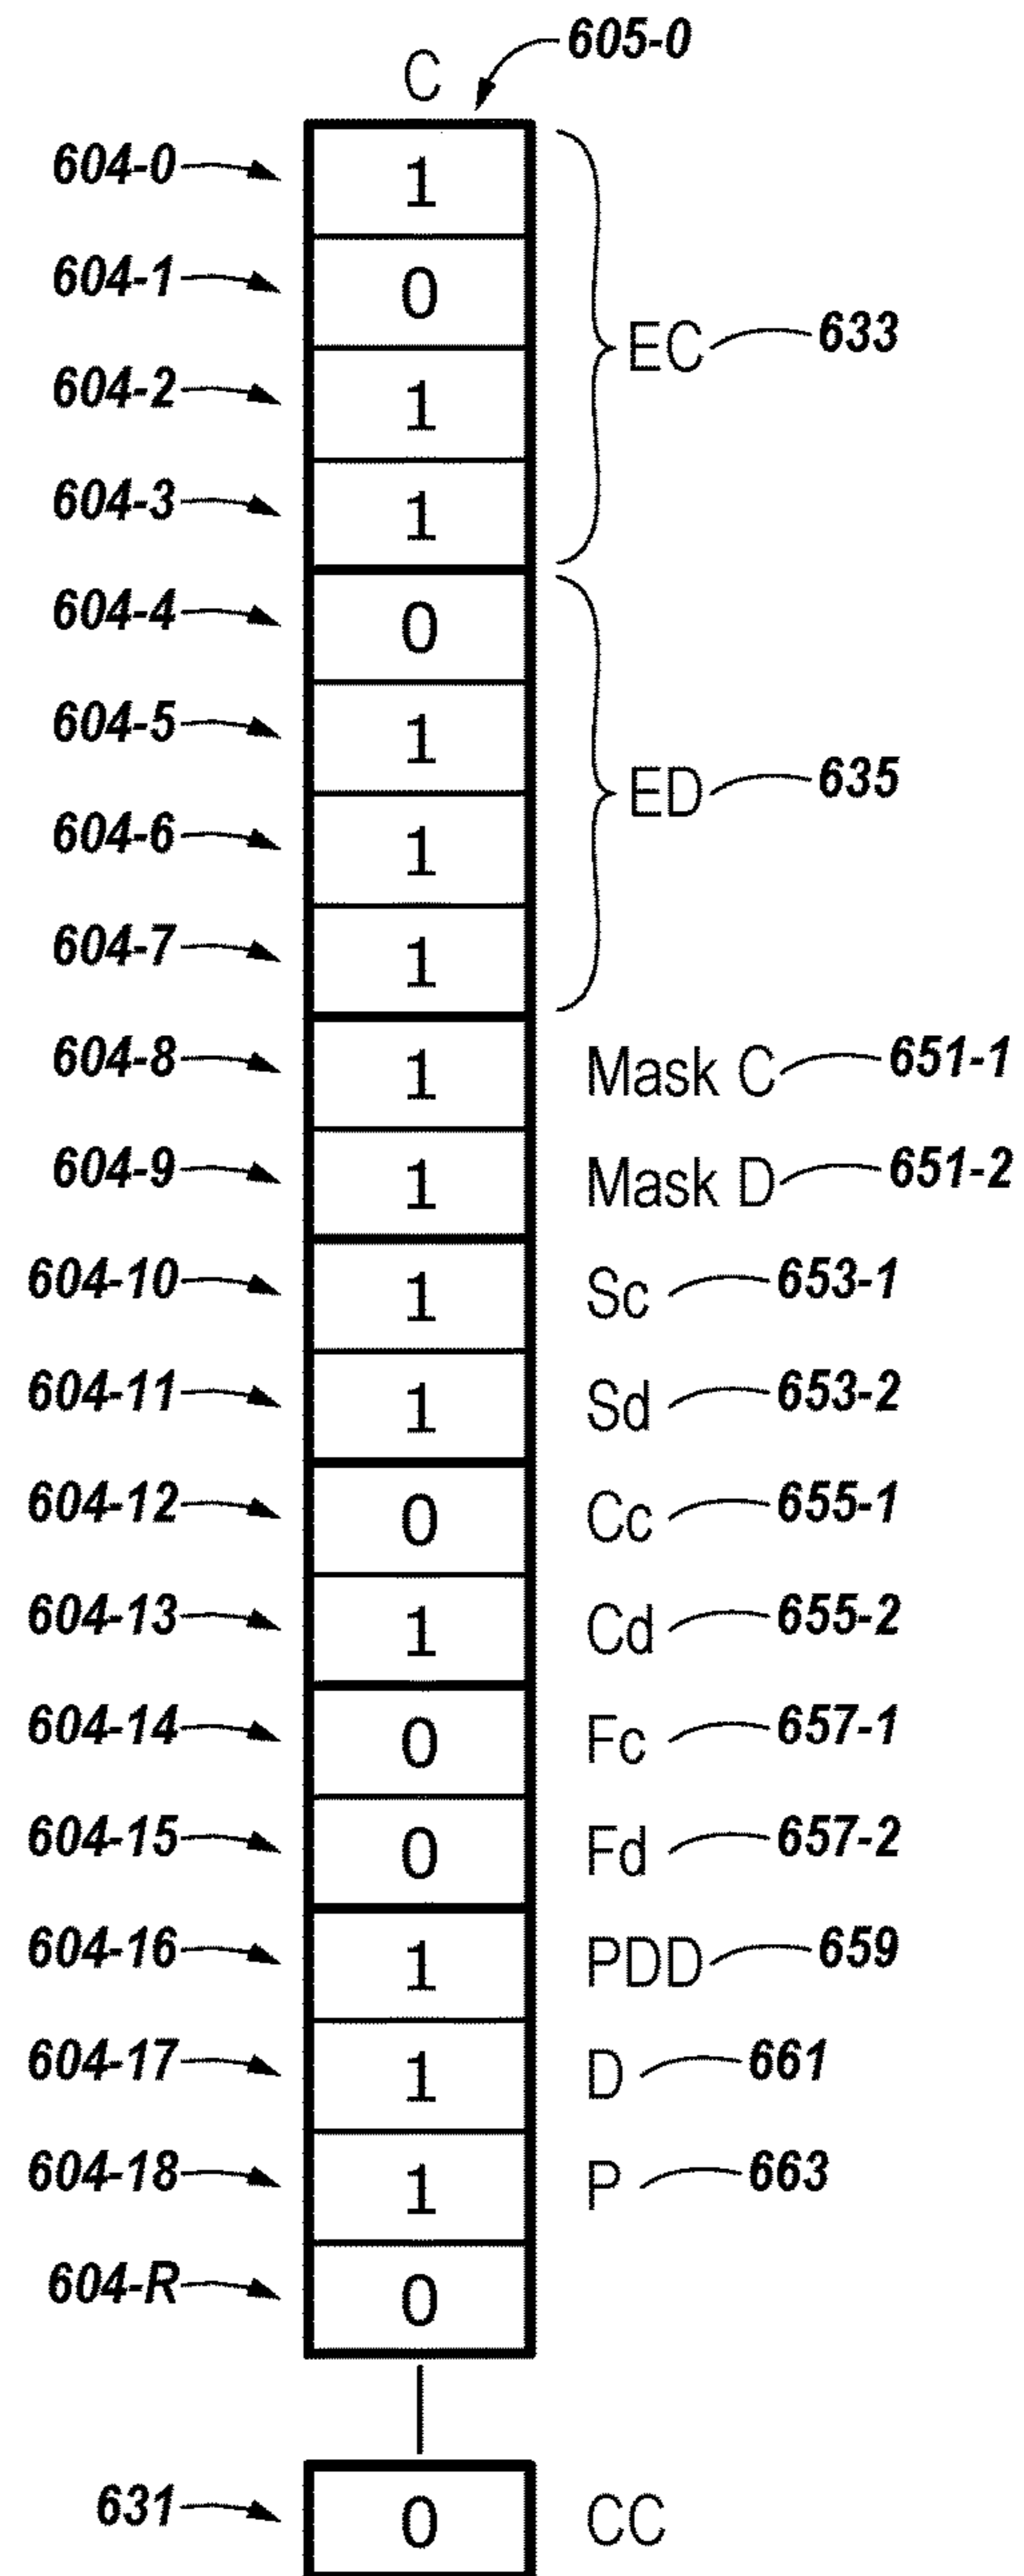 605-0
C
604-0 1
604-1 0
EC 633
604-2 1
604-3 1
604-4 0
604-5 1
ED 635
604-6 1
604-7 1
604-8 1 Mask C 651-1
604-9 1 Mask D 651-2
604-10 1 Sc 653-1
604-11 1 Sd 653-2
604-12 0 Cc 655-1
604-13 1 Cd 655-2
604-14 0 Fc 657-1
604-15 0 Fd 657-2
604-16 1 PDD 659
604-17 1 D 661
604-18 1 P 663
604-R 0
631 0 CC